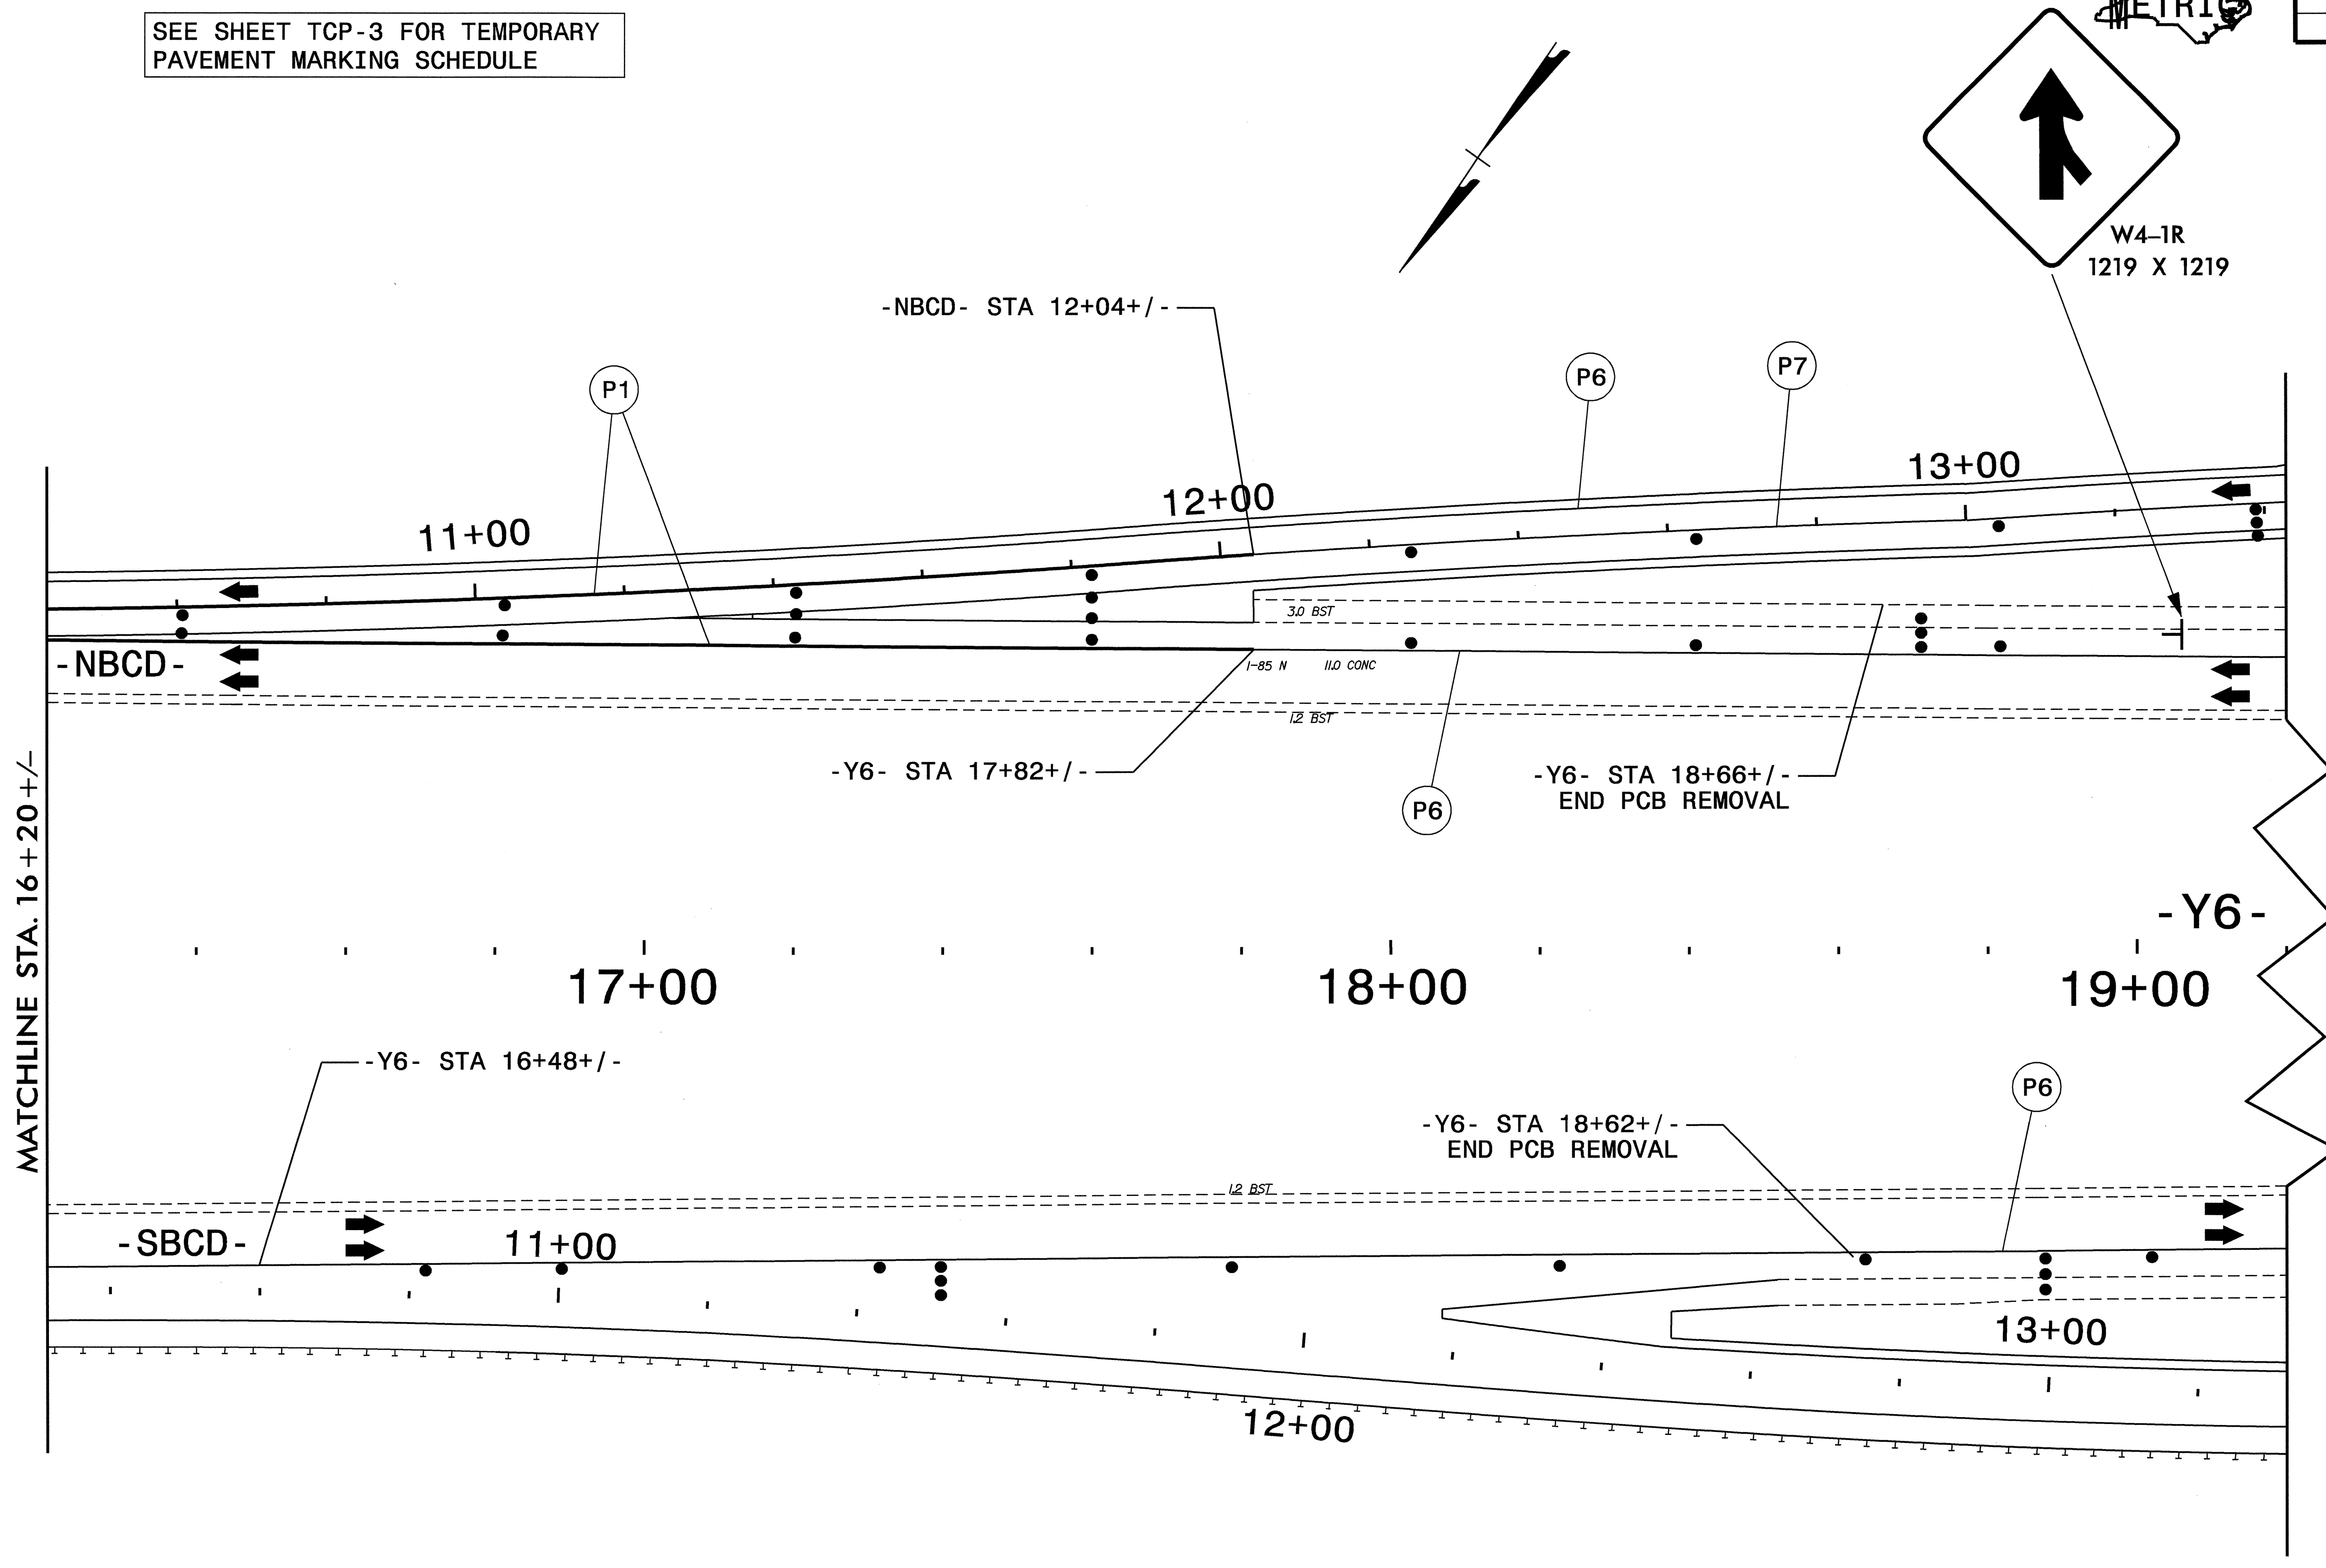 SEE SHEET TCP-3 FOR TEMPORARY
PAVEMENT MARKING SCHEDULE
METRIC
W4-1R
1219 X 1219
-NBCD- STA 12+04+/-
P1
P6
P7
11+00
12+00
13+00
3.0 BST
-NBCD-
I-85 N 11.0 CONC
1.2 BST
-Y6- STA 17+82+/-
P6
-Y6- STA 18+66+/-
END PCB REMOVAL
MATCHLINE STA. 16+20+/-
-Y6-
17+00
18+00
19+00
-Y6- STA 16+48+/-
P6
-Y6- STA 18+62+/-
END PCB REMOVAL
1.2 BST
-SBCD-
11+00
13+00
12+00